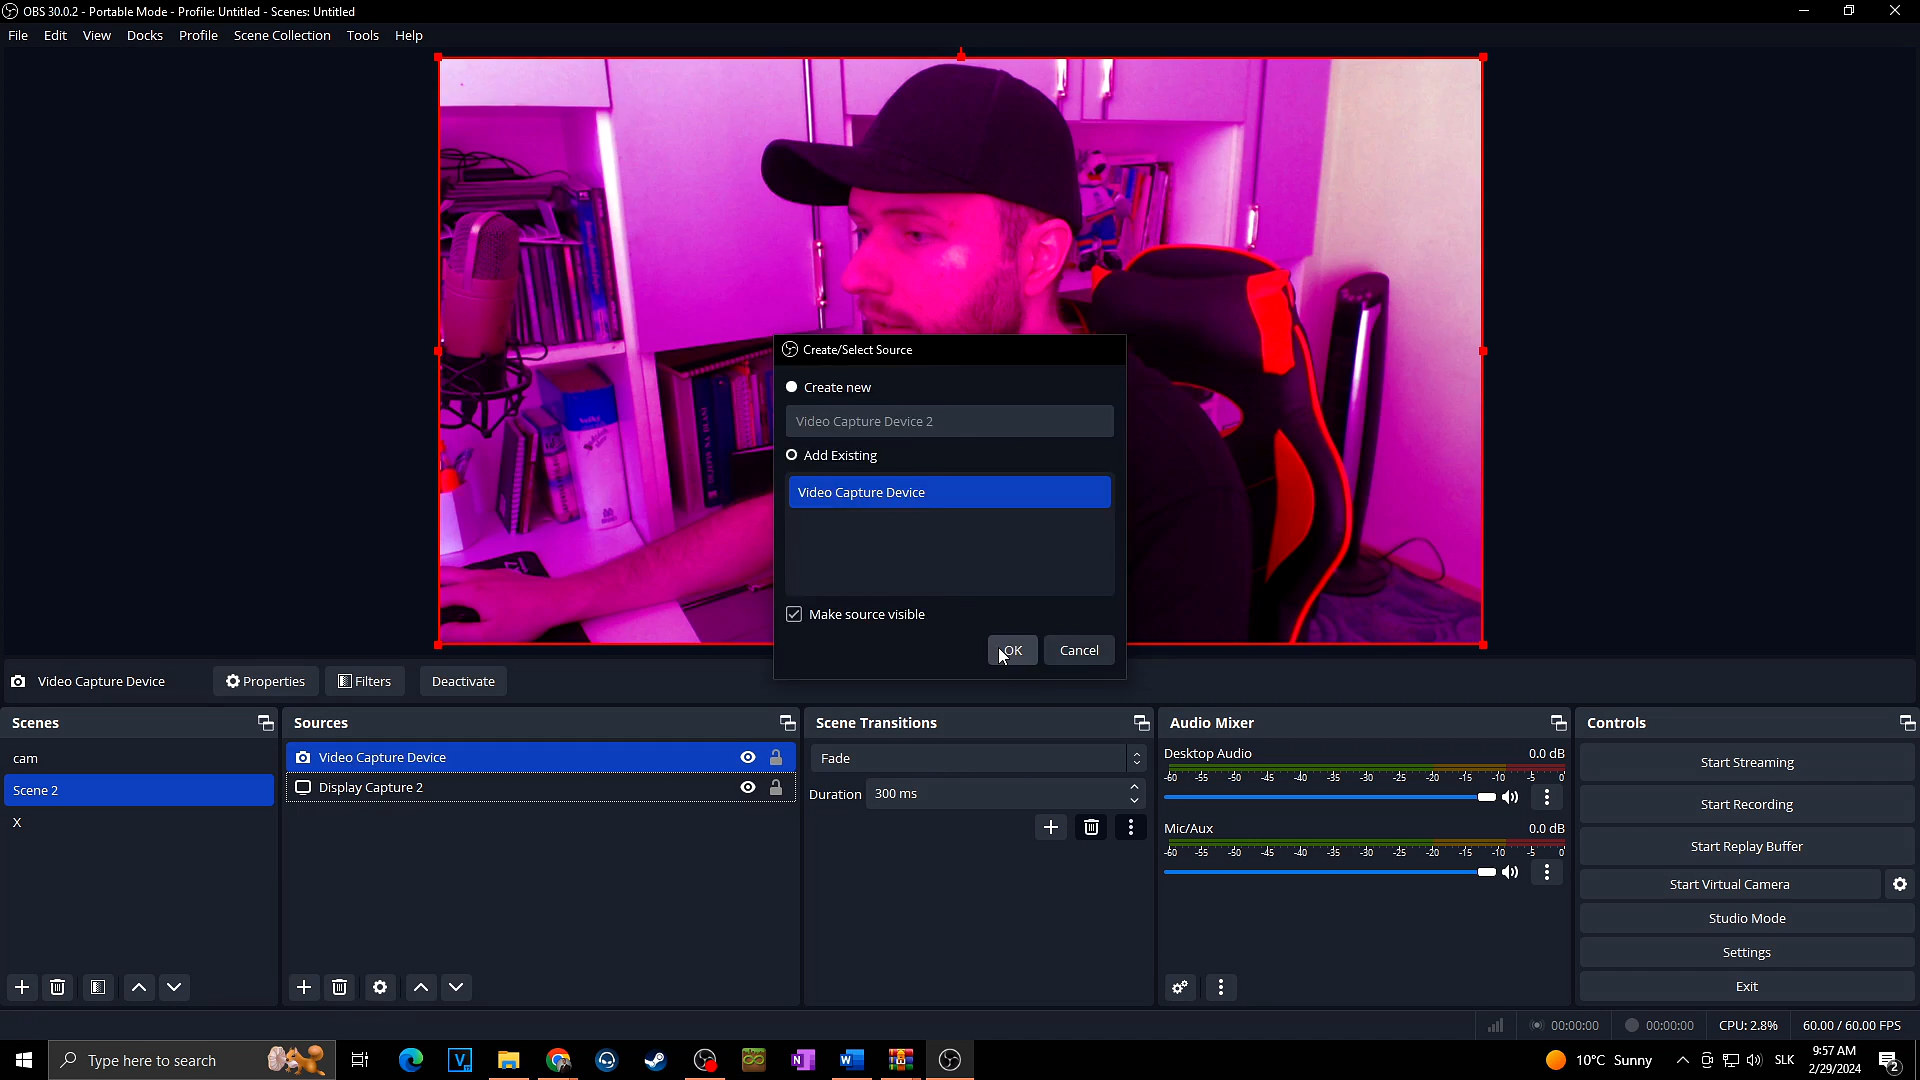 OBS 30.0.2 - Portable Mode - Profile: Untitled - Scenes: Untitled
File Edit View Docks Profile Scene Collection Tools Help
Create/Select Source
Create new
Video Capture Device 2
Add Existing
Video Capture Device
Make source visible
OK Cancel
Video Capture Device Properties Filters Deactivate
Scenes
cam
Scene 2
X
Sources
Video Capture Device
Display Capture 2
Scene Transitions
Fade
Duration 300 ms
Audio Mixer
Desktop Audio 0.0 dB
-60 -55 -50 -45 -40 -35 -30 -25 -20 -15 -10 -5 0
Mic/Aux 0.0 dB
-60 -55 -50 -45 -40 -35 -30 -25 -20 -15 -10 -5 0
Controls
Start Streaming
Start Recording
Start Replay Buffer
Start Virtual Camera
Studio Mode
Settings
Exit
00:00:00 00:00:00 CPU: 2.8% 60.00 / 60.00 FPS
Type here to search
10°C Sunny
SLK
9:57 AM
2/29/2024
2